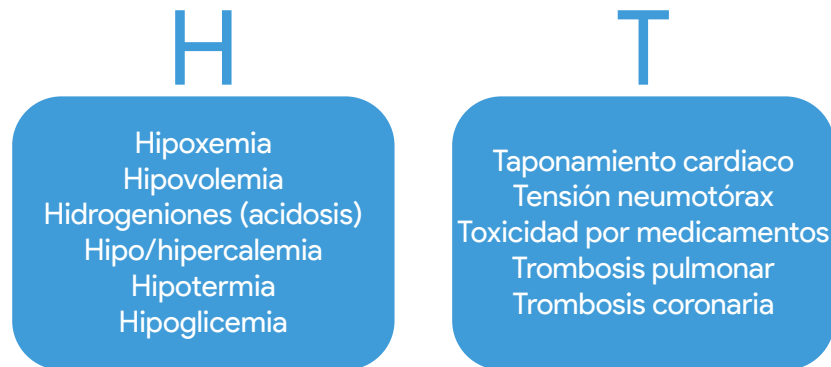 H
Hipoxemia
Hipovolemia
Hidrogeniones (acidosis)
Hipo/hipercalemia
Hipotermia
Hipoglicemia
T
Taponamiento cardiaco
Tensión neumotórax
Toxicidad por medicamentos
Trombosis pulmonar
Trombosis coronaria